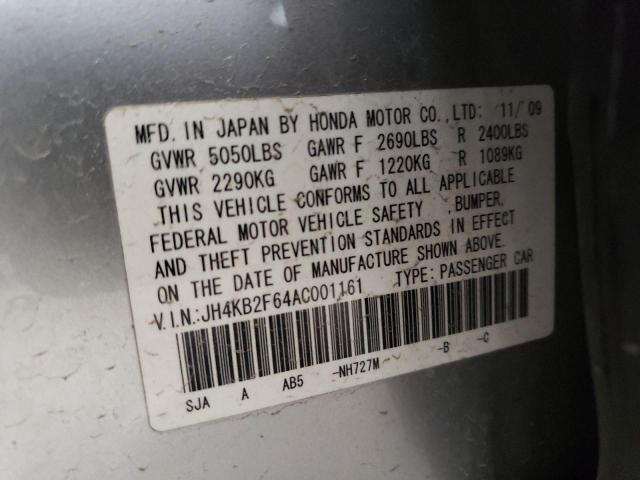 MFD. IN JAPAN BY HONDA MOTOR CO.,LTD: 11/ 09
GVWR 5050LBS GAWR F 2690LBS R 2400LBS
GVWR 2290KG GAWR F 1220KG R 1089KG
THIS VEHICLE CONFORMS TO ALL APPLICABLE
FEDERAL MOTOR VEHICLE SAFETY ,BUMPER,
AND THEFT PREVENTION STANDARDS IN EFFECT
ON THE DATE OF MANUFACTURE SHOWN ABOVE.
V.I.N.:JH4KB2F64AC001161 TYPE: PASSENGER CAR
SJA A AB5 -NH727M -B -C